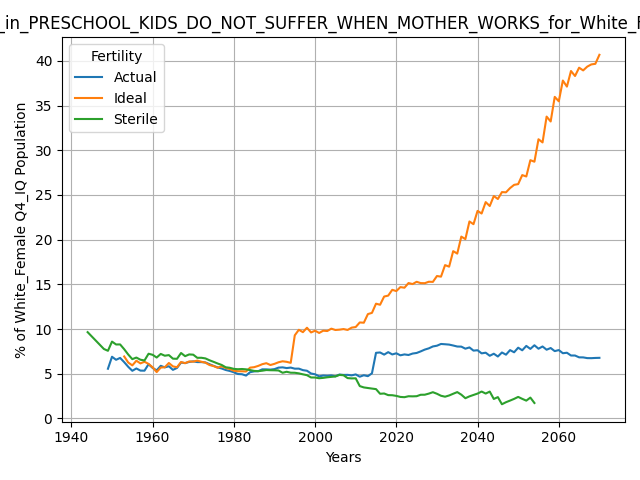 _in_PRESCHOOL_KIDS_DO_NOT_SUFFER_WHEN_MOTHER_WORKS_for_White_F
Fertility
Actual
Ideal
Sterile
% of White_Female Q4_IQ Population
40
35
30
25
20
15
10
5
0
1940 1960 1980 2000 2020 2040 2060
Years